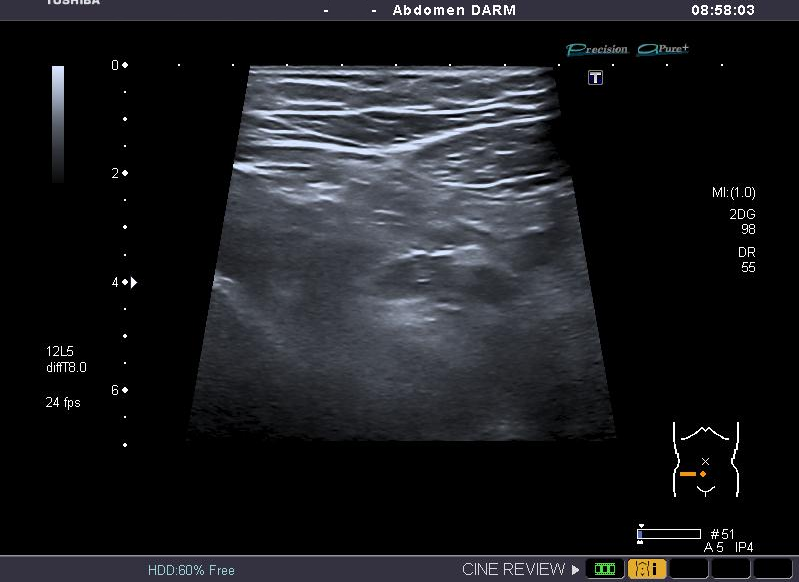 TOSHIBA
- - Abdomen DARM 08:58:03
Precision APure+
T
0
2
4
6
MI:(1.0)
2DG
98
DR
55
12L5
diffT8.0
24 fps
#51
A 5 IP4
HDD:60% Free
CINE REVIEW
i